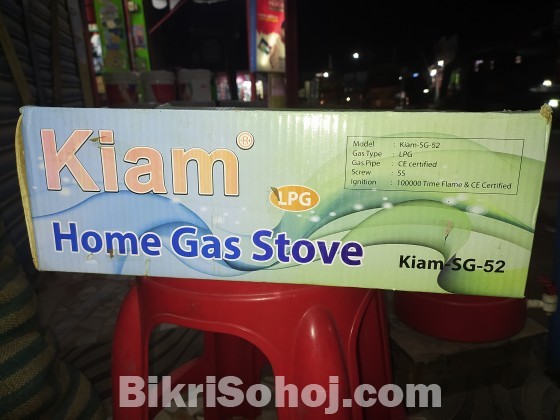 Kiam®
Model : Kiam-SG-52
Gas Type : LPG
Gas Pipe : CE certified
Screw : SS
Ignition : 100000 Time Flame & CE Certified
LPG
Home Gas Stove
Kiam-SG-52
BikriSohoj.com